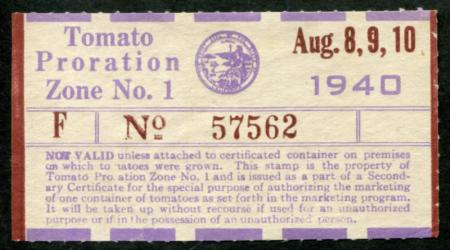 Tomato
Proration
Zone No. 1
Aug. 8, 9, 10
1940
F No 57562
NOT VALID unless attached to certificated container on premises
on which tomatoes were grown. This stamp is the property of
Tomato Proration Zone No. 1 and is issued as a part of a Second-
ary Certificate for the special purpose of authorizing the marketing
of one container of tomatoes as set forth in the marketing program.
It will be taken up without recourse if used for an unauthorized
purpose or if in the possession of an unauthorized person.